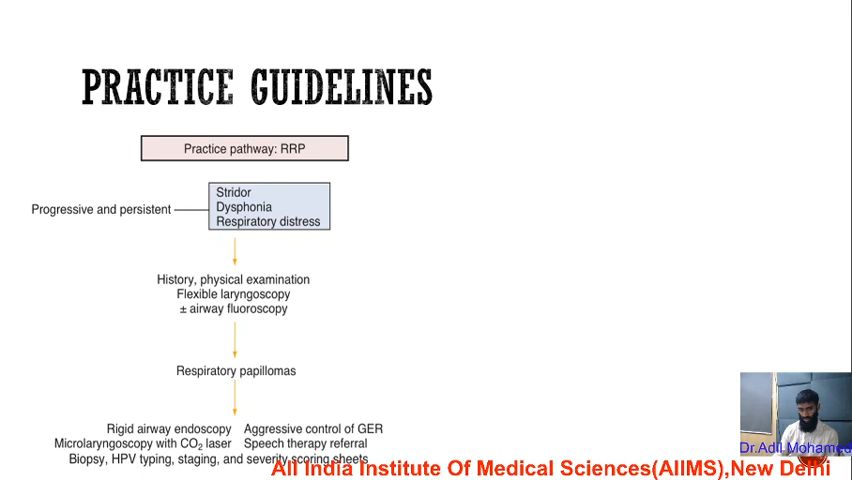 PRACTICE GUIDELINES
Practice pathway: RRP
Progressive and persistent
Stridor
Dysphonia
Respiratory distress
History, physical examination
Flexible laryngoscopy
± airway fluoroscopy
Respiratory papillomas
Rigid airway endoscopy
Microlaryngoscopy with CO₂ laser
Aggressive control of GER
Speech therapy referral
Biopsy, HPV typing, staging, and severity scoring sheets
Dr.Adil Mohamed
All India Institute Of Medical Sciences(AIIMS),New Delhi